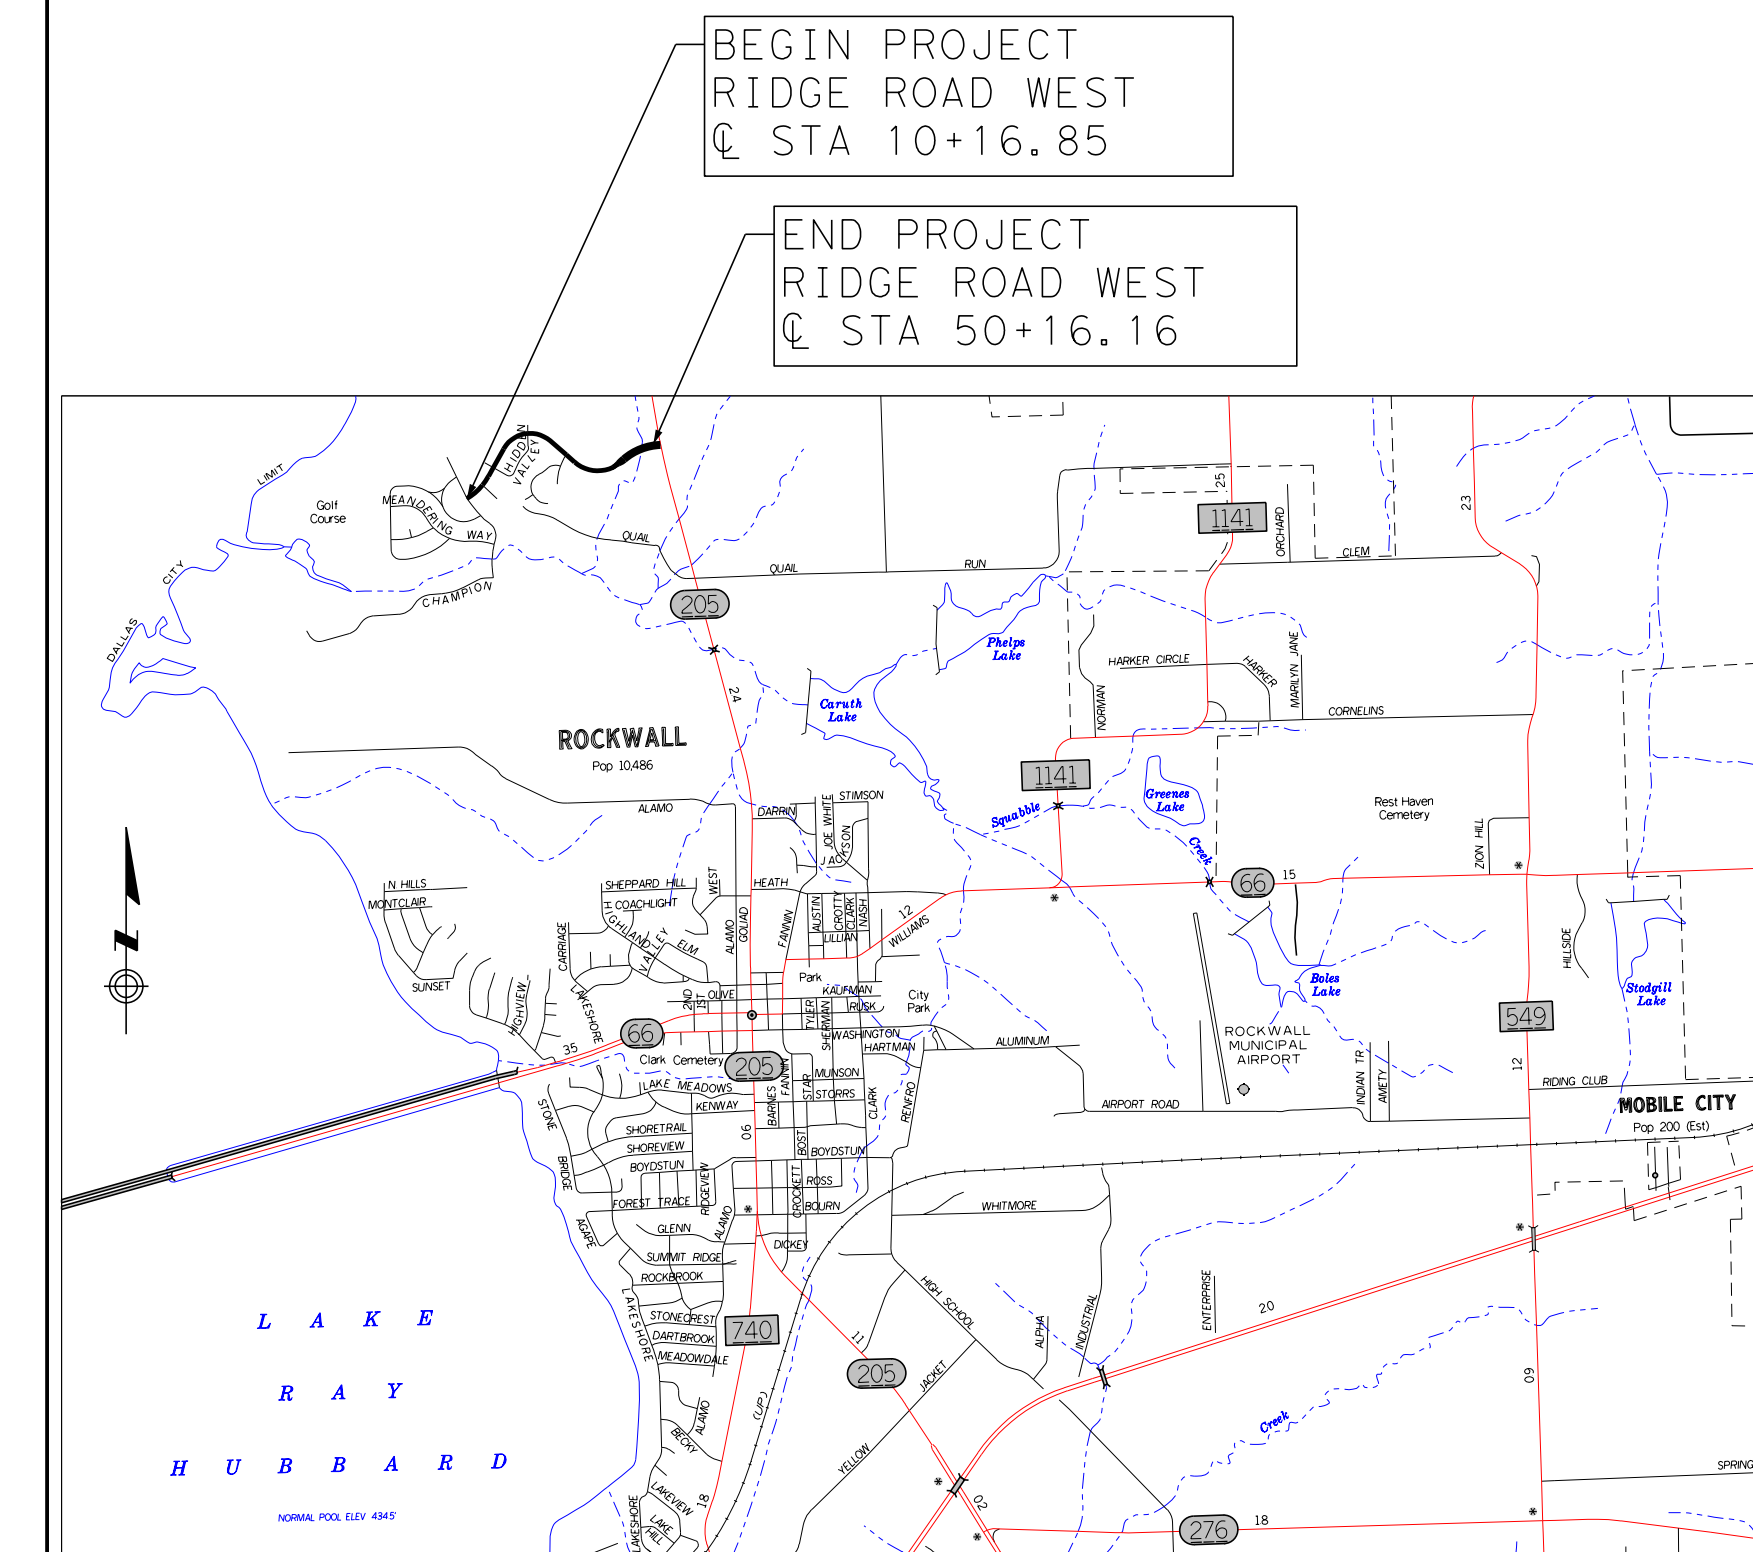 BEGIN PROJECT
RIDGE ROAD WEST
℄ STA 10+16.85
END PROJECT
RIDGE ROAD WEST
℄ STA 50+16.16
LIMIT
CITY
DALLAS
Golf
Course
HIDDEN
VALLEY
MEANDERING WAY
CHAMPION
QUAIL
QUAIL
RUN
205
24
1141
25
ORCHARD
CLEM
23
Phelps
Lake
Caruth
Lake
HARKER CIRCLE
HARKER
MARILYN JANE
NORMAN
CORNELINS
ROCKWALL
Pop 10,486
1141
Greenes
Lake
Squabble
Creek
Rest Haven
Cemetery
ZION HILL
ALAMO
DARRIN
JOE WHITE
STIMSON
JACKSON
N HILLS
MONTCLAIR
SUNSET
SHEPPARD HILL
COACHLIGHT
HIGHLAND
VALLEY
ELM
WEST
HEATH
ALAMO
GOLIAD
FANNIN
AUSTIN
CROTTY
CLARK
NASH
LILLIAN
12
WILLIAMS
66
15
CARRIAGE
HIGHVIEW
LAKESHORE
2ND
1ST
OLIVE
Park
KAUFMAN
RUSK
City
Park
TYLER
SHERMAN
WASHINGTON
HARTMAN
ALUMINUM
HILLSIDE
Boles
Lake
Stodgill
Lake
549
ROCKWALL
MUNICIPAL
AIRPORT
66
35
Clark Cemetery
205
FANNIN
STAR
MUNSON
STORRS
BARNES
CLARK
RENFRO
LAKE MEADOWS
KENWAY
AIRPORT ROAD
INDIAN TR
AMETY
12
RIDING CLUB
MOBILE CITY
Pop 200 (Est)
STONE
BRIDGE
SHORETRAIL
SHOREVIEW
BOYDSTUN
06
BOST
BOYDSTUN
FOREST TRACE
RIDGEVIEW
CROCKETT
ROSS
BOURN
AGAPE
GLENN
ALAMO
DICKEY
WHITMORE
SUMMIT RIDGE
ROCKBROOK
LAKESHORE
STONECREST
DARTBROOK
MEADOWDALE
740
11
205
HIGH SCHOOL
ALPHA
INDUSTRIAL
ENTERPRISE
20
09
JACKET
YELLOW
(UP)
ALAMO
BECKY
LAKE
RAY
HUBBARD
NORMAL POOL ELEV 434.5'
LAKEVIEW
LAKE
HILL
LAKESHORE
18
02
Creek
276
18
SPRING